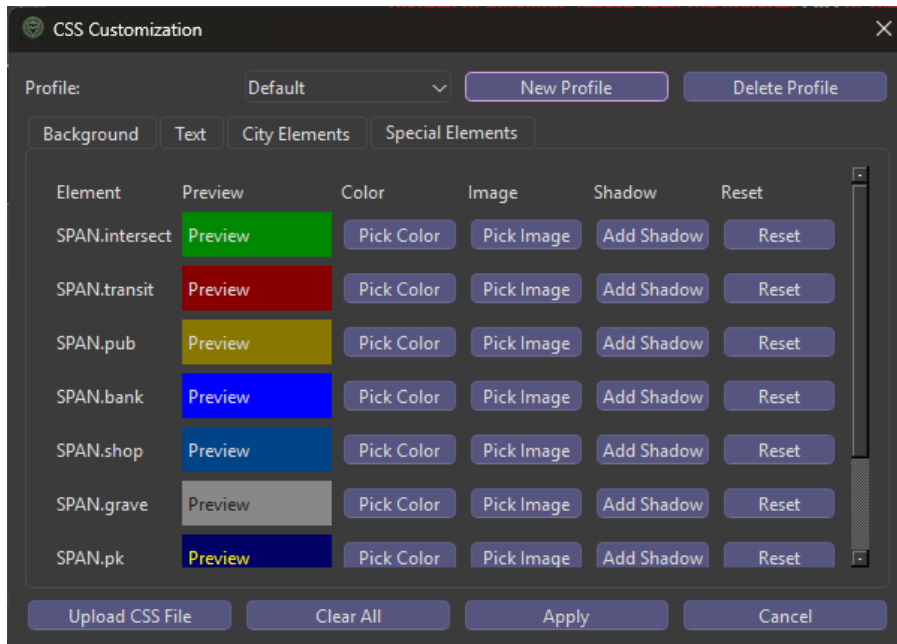 CSS Customization
Profile: Default New Profile Delete Profile
Background Text City Elements Special Elements
Element Preview Color Image Shadow Reset
SPAN.intersect Preview Pick Color Pick Image Add Shadow Reset
SPAN.transit Preview Pick Color Pick Image Add Shadow Reset
SPAN.pub Preview Pick Color Pick Image Add Shadow Reset
SPAN.bank Preview Pick Color Pick Image Add Shadow Reset
SPAN.shop Preview Pick Color Pick Image Add Shadow Reset
SPAN.grave Preview Pick Color Pick Image Add Shadow Reset
SPAN.pk Preview Pick Color Pick Image Add Shadow Reset
Upload CSS File Clear All Apply Cancel